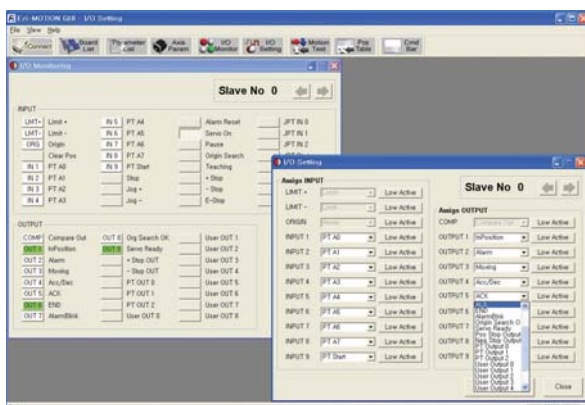 Ezi-MOTION GUI - I/O Setting
File View Help
Connect
Board List
Parameter List
Axis Param
I/O Monitor
I/O Setting
Motion Test
Pos Table
Cmd Bar
I/O Monitoring
Slave No 0
INPUT
LMT+ Limit + IN 5 PT A4 Alarm Reset JPT IN 0
LMT- Limit - IN 6 PT A5 Servo On JPT IN 1
ORG Origin IN 7 PT A6 Pause JPT IN 2
Clear Pos IN 8 PT A7 Origin Search
IN 1 PT A0 IN 9 PT Start Teaching
IN 2 PT A1 Stop + Stop
IN 3 PT A2 Jog + - Stop
IN 4 PT A3 Jog - E-Stop
OUTPUT
COMP Compare Out OUT 8 Org Search OK User OUT 1
OUT 1 InPosition OUT 9 Servo Ready User OUT 2
OUT 2 Alarm + Stop OUT User OUT 3
OUT 3 Moving - Stop OUT User OUT 4
OUT 4 Acc/Dec PT OUT 0 User OUT 5
OUT 5 ACK PT OUT 1 User OUT 6
OUT 6 END PT OUT 2 User OUT 7
OUT 7 AlarmBlink User OUT 0 User OUT 8
I/O Setting
Slave No 0
Assign INPUT
LIMIT + Low Active
LIMIT - Low Active
ORIGIN Low Active
INPUT 1 PT A0 Low Active
INPUT 2 PT A1 Low Active
INPUT 3 PT A2 Low Active
INPUT 4 PT A3 Low Active
INPUT 5 PT A4 Low Active
INPUT 6 PT A5 Low Active
INPUT 7 PT A6 Low Active
INPUT 8 PT A7 Low Active
INPUT 9 PT Start Low Active
Assign OUTPUT
COMP Compare Out Low Active
OUTPUT 1 InPosition Low Active
OUTPUT 2 Alarm Low Active
OUTPUT 3 Moving Low Active
OUTPUT 4 Acc/Dec Low Active
OUTPUT 5 ACK Low Active
OUTPUT 6 Low Active
OUTPUT 7 Low Active
OUTPUT 8 Low Active
OUTPUT 9 Low Active
ACK
END
AlarmBlink
Origin Search O
Servo Ready
Pos Stop Output
Neg Stop Output
PT Output 0
PT Output 1
PT Output 2
User Output 0
User Output 1
User Output 2
User Output 3
User Output 4
Close